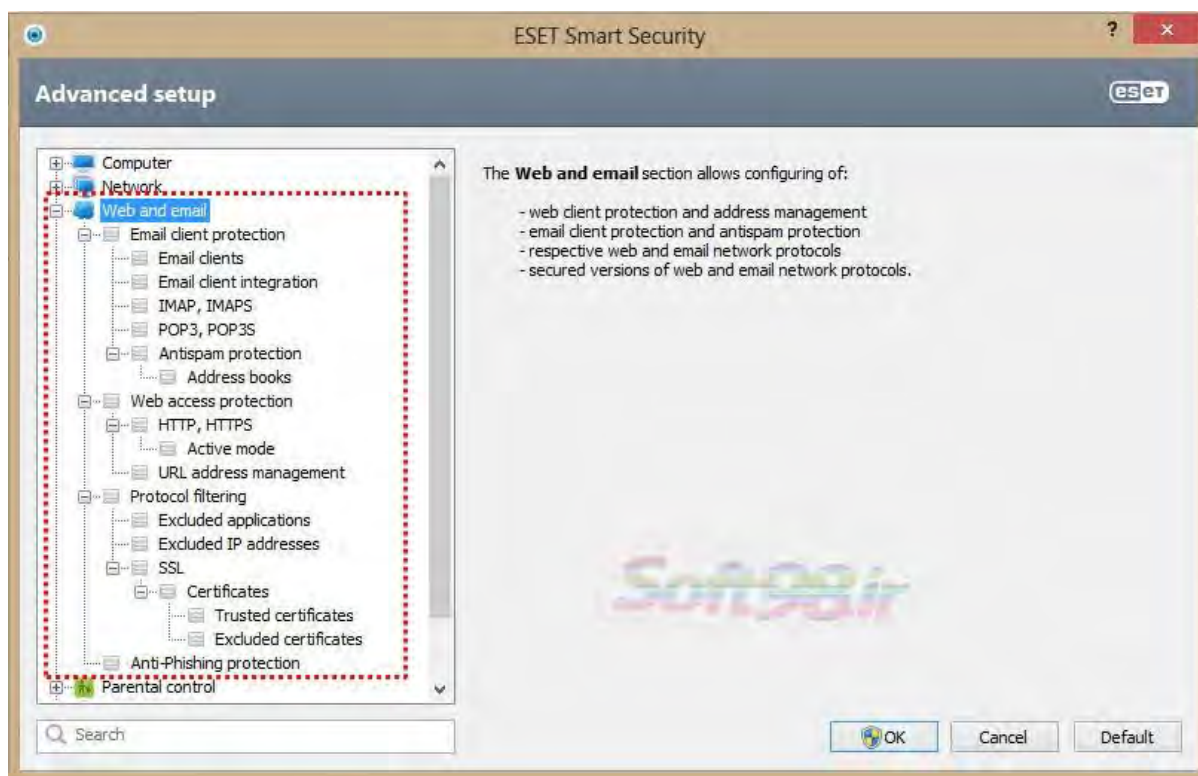 ESET Smart Security
?
×
Advanced setup
eset
Computer
Network
Web and email
Email client protection
Email clients
Email client integration
IMAP, IMAPS
POP3, POP3S
Antispam protection
Address books
Web access protection
HTTP, HTTPS
Active mode
URL address management
Protocol filtering
Excluded applications
Excluded IP addresses
SSL
Certificates
Trusted certificates
Excluded certificates
Anti-Phishing protection
Parental control
Search
The Web and email section allows configuring of:
- web client protection and address management
- email client protection and antispam protection
- respective web and email network protocols
- secured versions of web and email network protocols.
Soft98.ir
OK
Cancel
Default